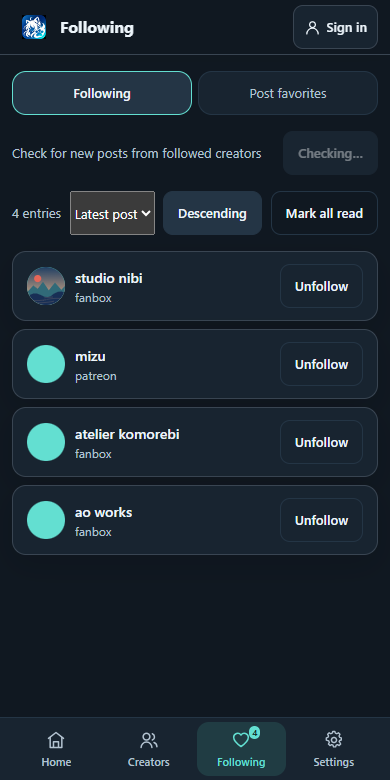 Following
Sign in
Following
Post favorites
Check for new posts from followed creators
Checking...
4 entries
Latest post
Descending
Mark all read
studio nibi
fanbox
Unfollow
mizu
patreon
Unfollow
atelier komorebi
fanbox
Unfollow
ao works
fanbox
Unfollow
4
Home
Creators
Following
Settings